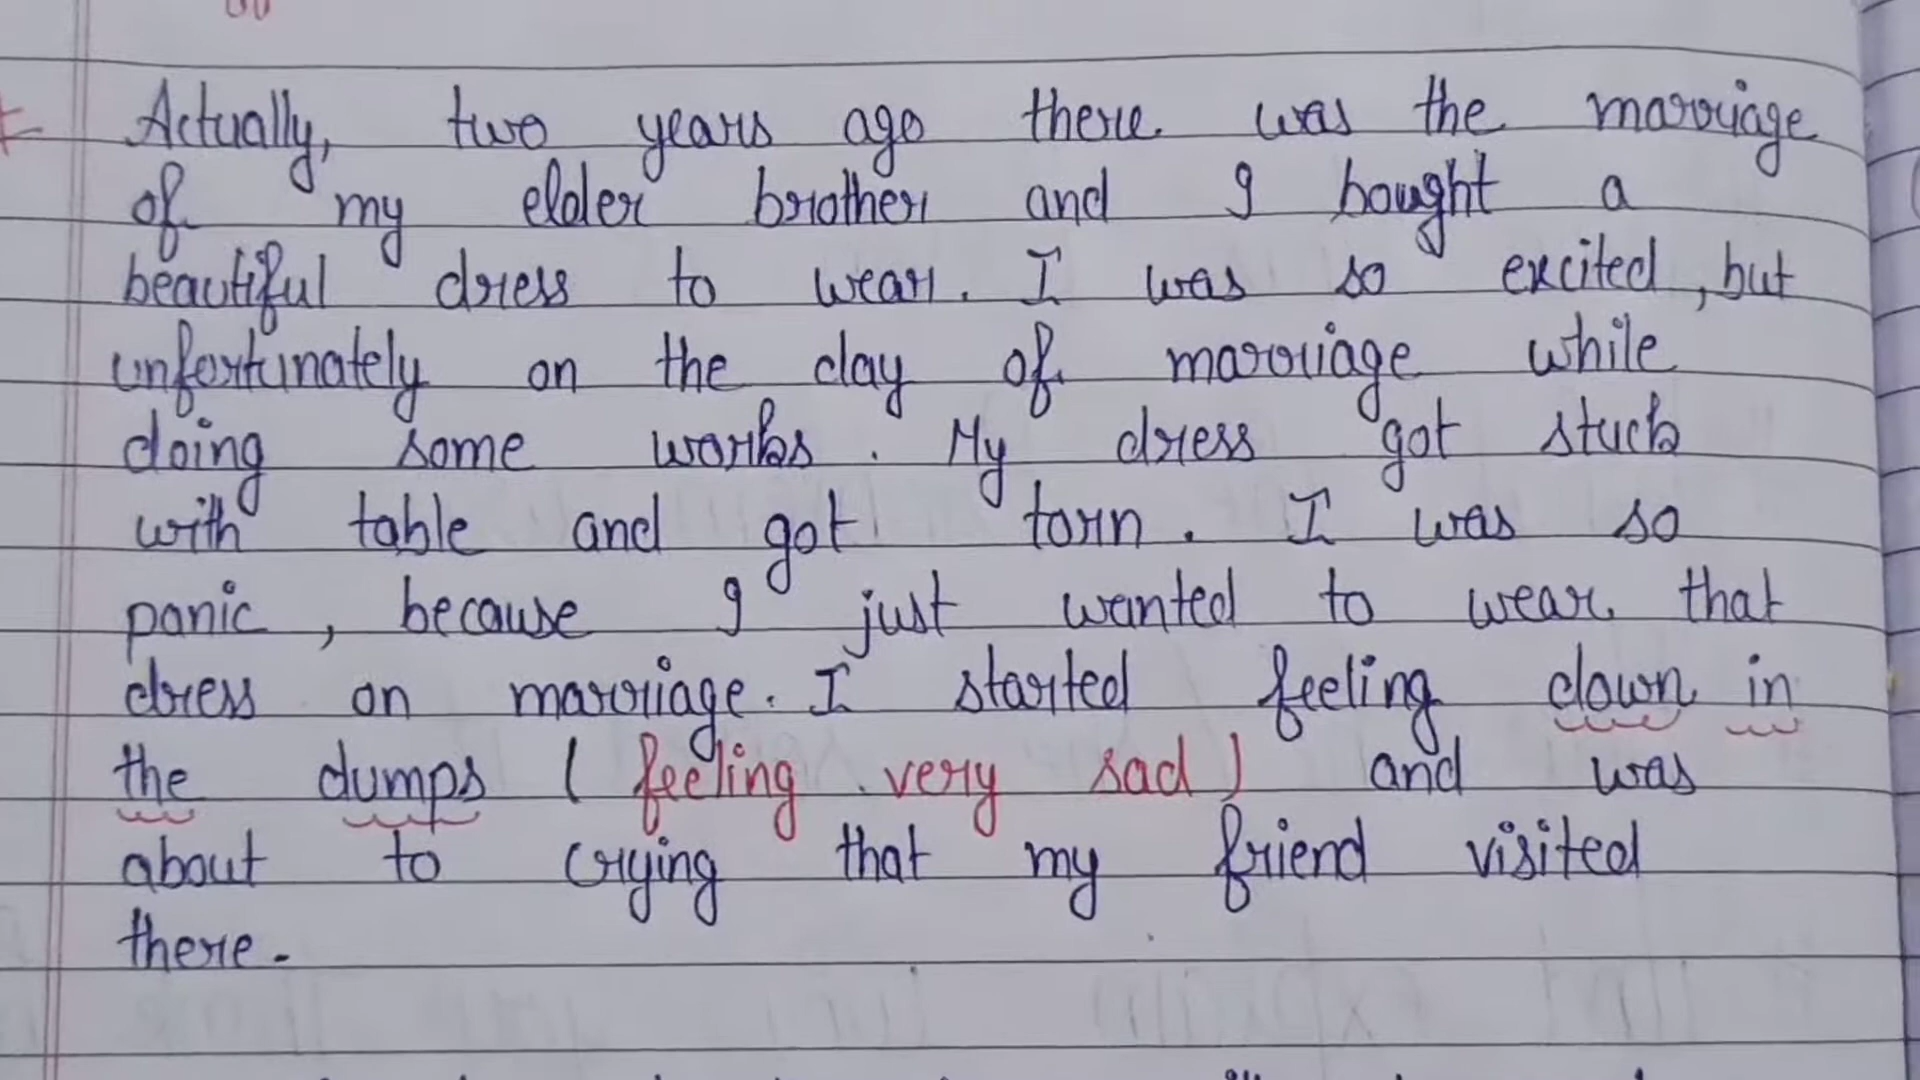 Actually, two years ago there was the marriage
of my elder brother and I bought a
beautiful dress to wear. I was so excited, but
unfortunately on the day of marriage while
doing some works. My dress got stuck
with table and got torn. I was so
panic, because I just wanted to wear that
dress on marriage. I started feeling down in
the dumps (feeling very sad) and was
about to crying that my friend visited
there.